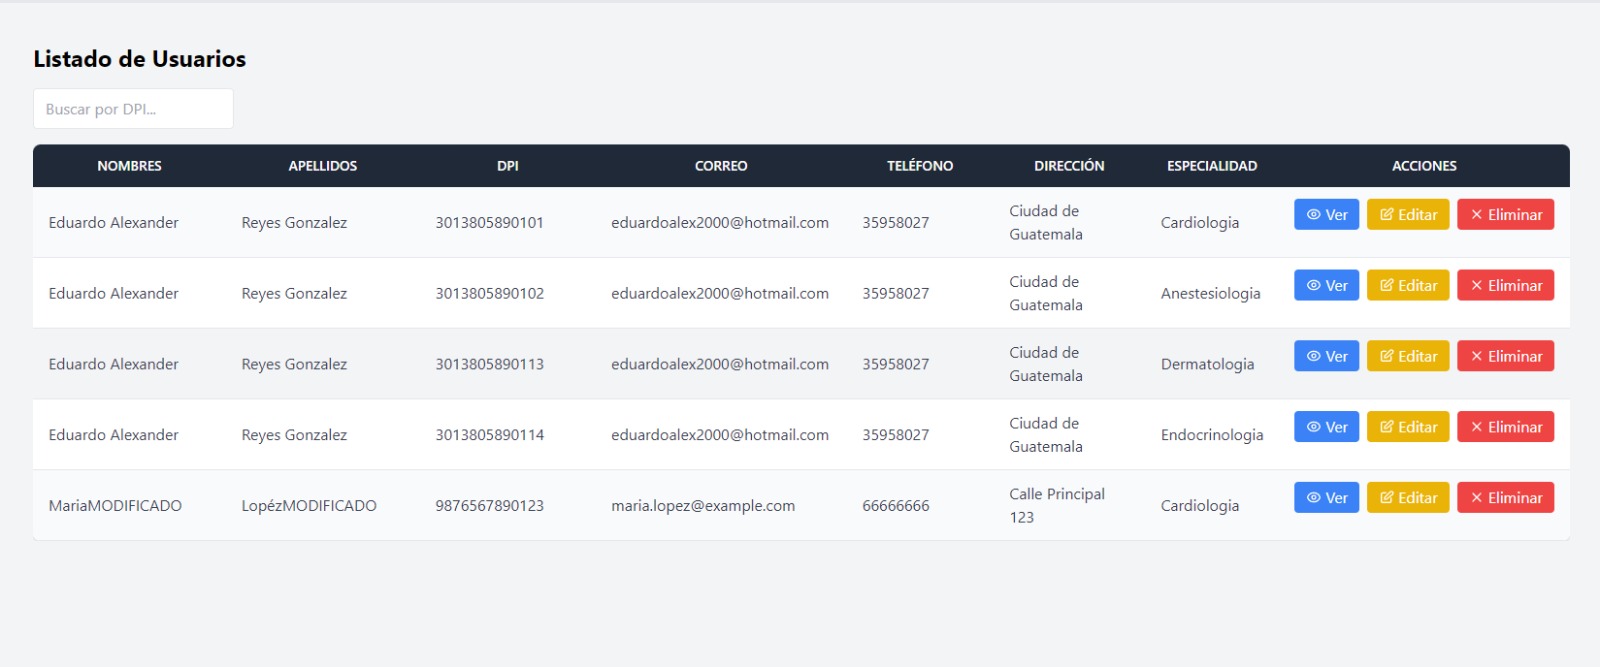 Listado de Usuarios
Buscar por DPI...
NOMBRES APELLIDOS DPI CORREO TELÉFONO DIRECCIÓN ESPECIALIDAD ACCIONES
Eduardo Alexander Reyes Gonzalez 3013805890101 eduardoalex2000@hotmail.com 35958027 Ciudad de Guatemala Cardiologia Ver Editar Eliminar
Eduardo Alexander Reyes Gonzalez 3013805890102 eduardoalex2000@hotmail.com 35958027 Ciudad de Guatemala Anestesiologia Ver Editar Eliminar
Eduardo Alexander Reyes Gonzalez 3013805890113 eduardoalex2000@hotmail.com 35958027 Ciudad de Guatemala Dermatologia Ver Editar Eliminar
Eduardo Alexander Reyes Gonzalez 3013805890114 eduardoalex2000@hotmail.com 35958027 Ciudad de Guatemala Endocrinologia Ver Editar Eliminar
MariaMODIFICADO LopézMODIFICADO 9876567890123 maria.lopez@example.com 66666666 Calle Principal 123 Cardiologia Ver Editar Eliminar